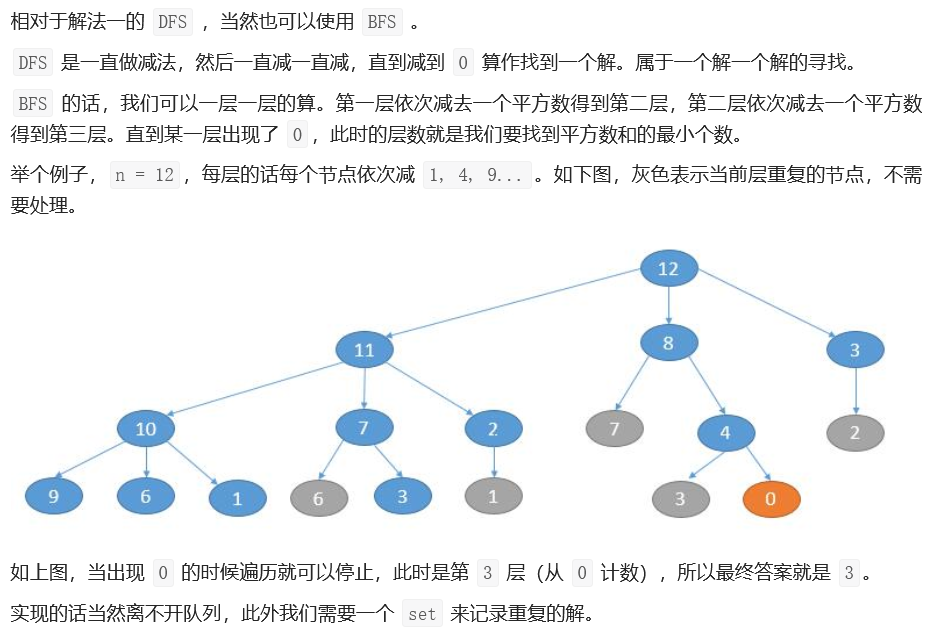 相对于解法一的 DFS ，当然也可以使用 BFS 。
DFS 是一直做减法，然后一直减一直减，直到减到 0 算作找到一个解。属于一个解一个解的寻找。
BFS 的话，我们可以一层一层的算。第一层依次减去一个平方数得到第二层，第二层依次减去一个平方数
得到第三层。直到某一层出现了 0 ，此时的层数就是我们要找到平方数和的最小个数。
举个例子， n = 12 ，每层的话每个节点依次减 1, 4, 9... 。如下图，灰色表示当前层重复的节点，不需
要处理。
12
11 8 3
10 7 2 7 4 2
9 6 1 6 3 1 3 0
如上图，当出现 0 的时候遍历就可以停止，此时是第 3 层（从 0 计数），所以最终答案就是 3 。
实现的话当然离不开队列，此外我们需要一个 set 来记录重复的解。